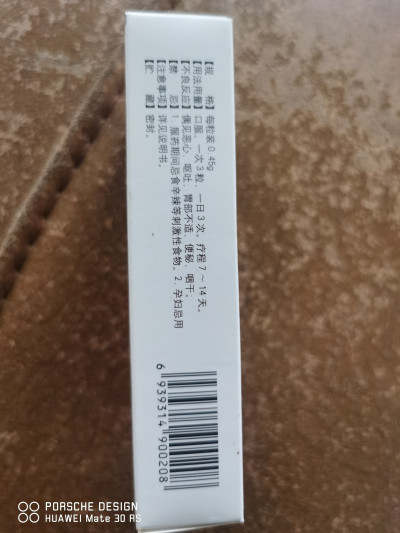 【规　　格】每粒装 0.45g
【用法用量】口服。一次 3 粒，一日 3 次。疗程 7～14 天。
【不良反应】偶见恶心、呕吐、胃部不适、便秘、咽干。
【禁　　忌】1. 服药期间忌食辛辣等刺激性食物。2. 孕妇忌用
【注意事项】详见说明书。
【贮　　藏】密封。
6 939314 900208
PORSCHE DESIGN
HUAWEI Mate 30 RS